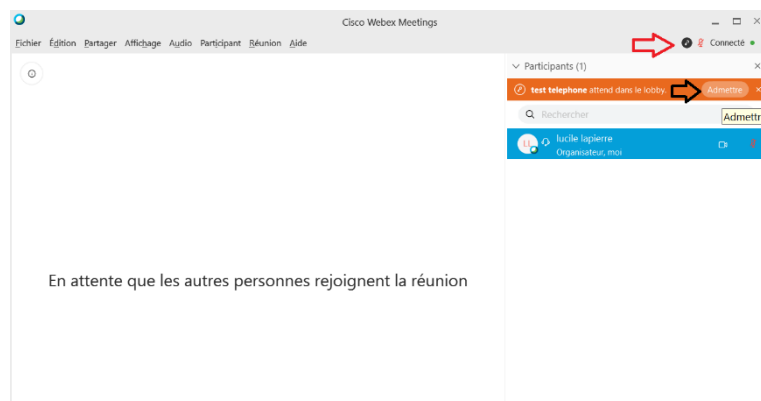 Cisco Webex Meetings
Fichier Édition Partager Affichage Audio Participant Réunion Aide
Connecté
Participants (1)
test telephone attend dans le lobby. Admettre
Rechercher
Admettr
LL lucile lapierre
Organisateur, moi
En attente que les autres personnes rejoignent la réunion